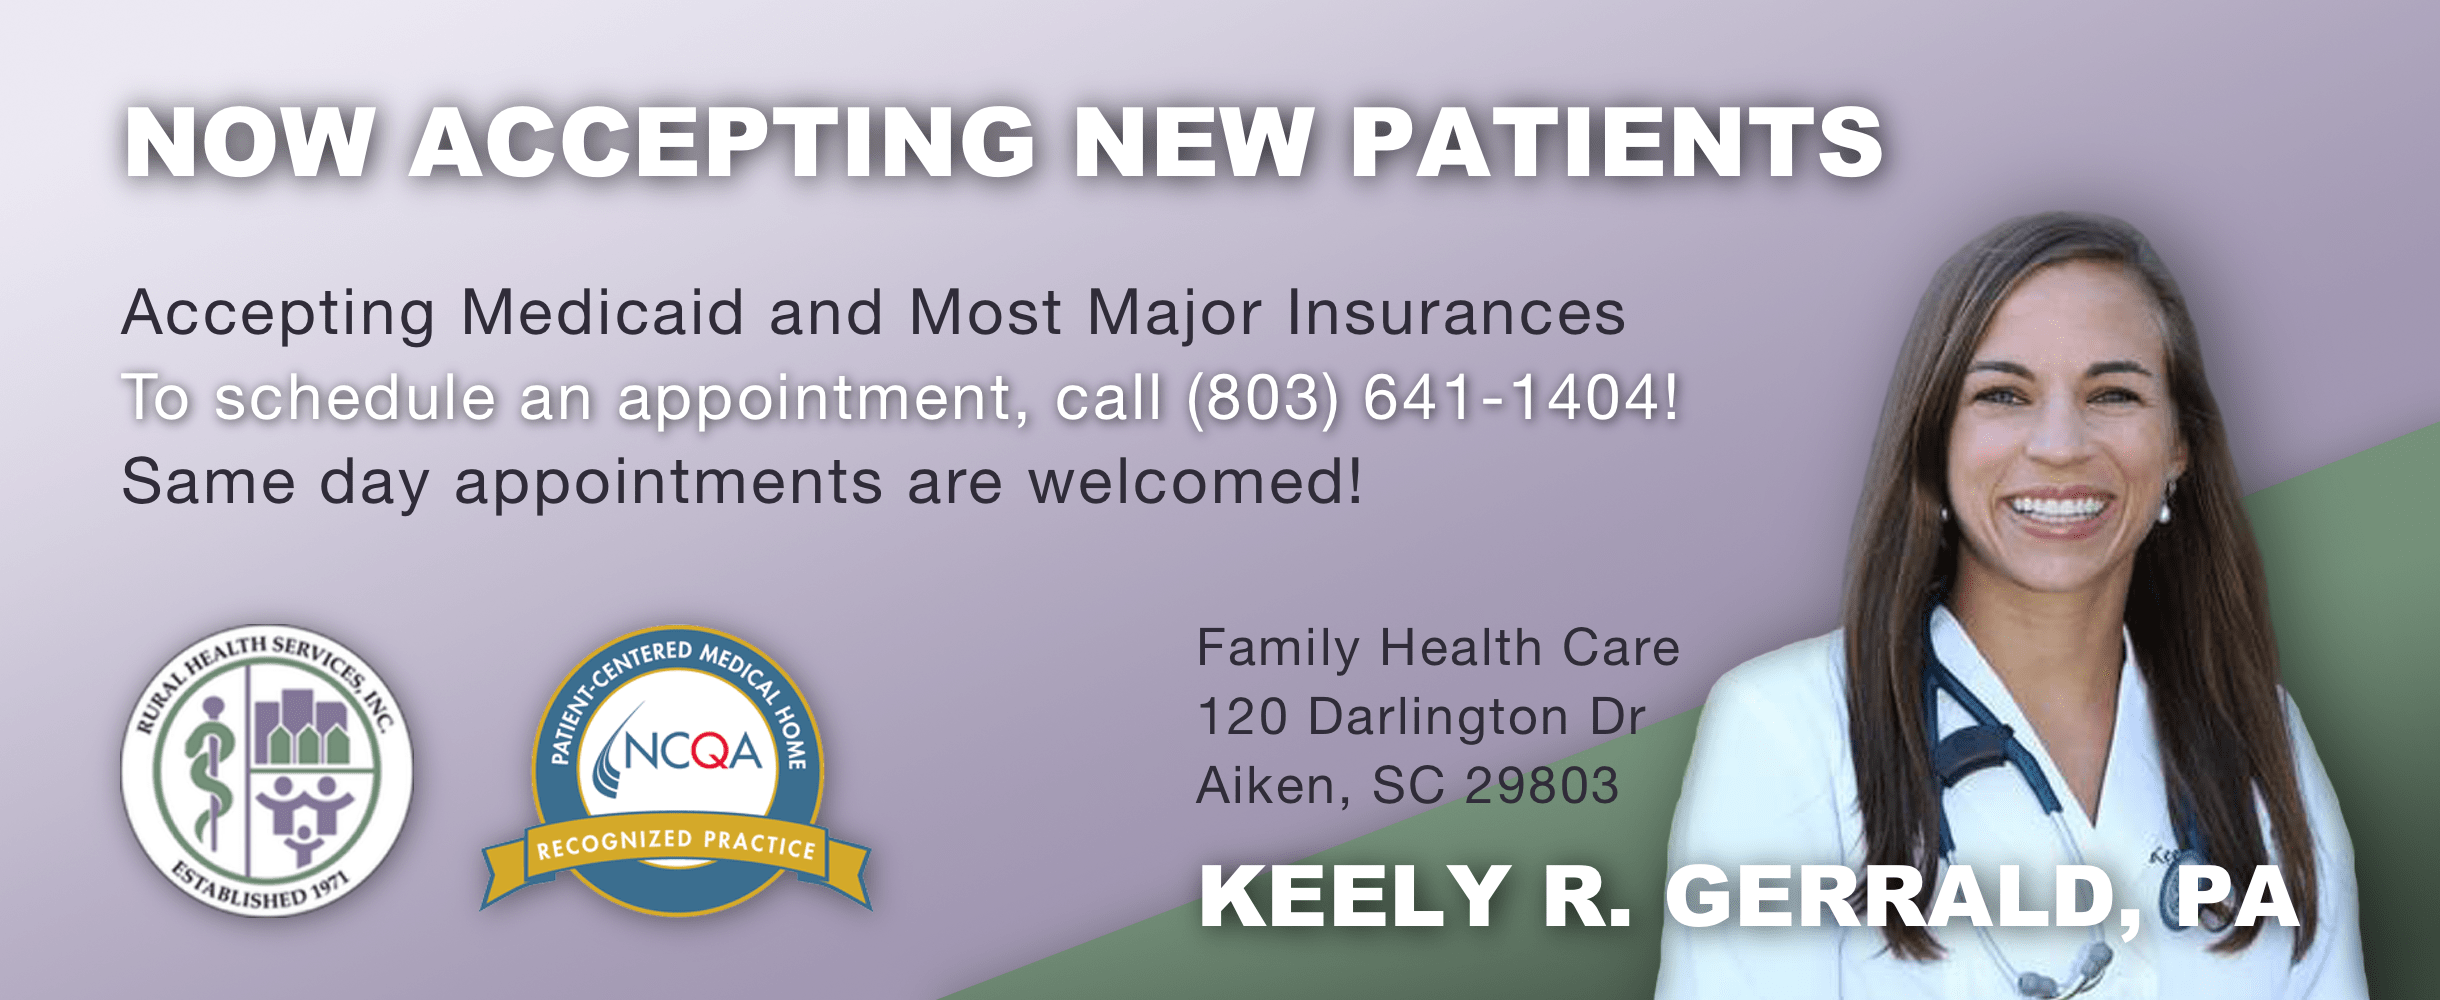 NOW ACCEPTING NEW PATIENTS
Accepting Medicaid and Most Major Insurances
To schedule an appointment, call (803) 641-1404!
Same day appointments are welcomed!
RURAL HEALTH SERVICES, INC.
ESTABLISHED 1971
PATIENT-CENTERED MEDICAL HOME
NCQA
RECOGNIZED PRACTICE
Family Health Care
120 Darlington Dr
Aiken, SC 29803
KEELY R. GERRALD, PA